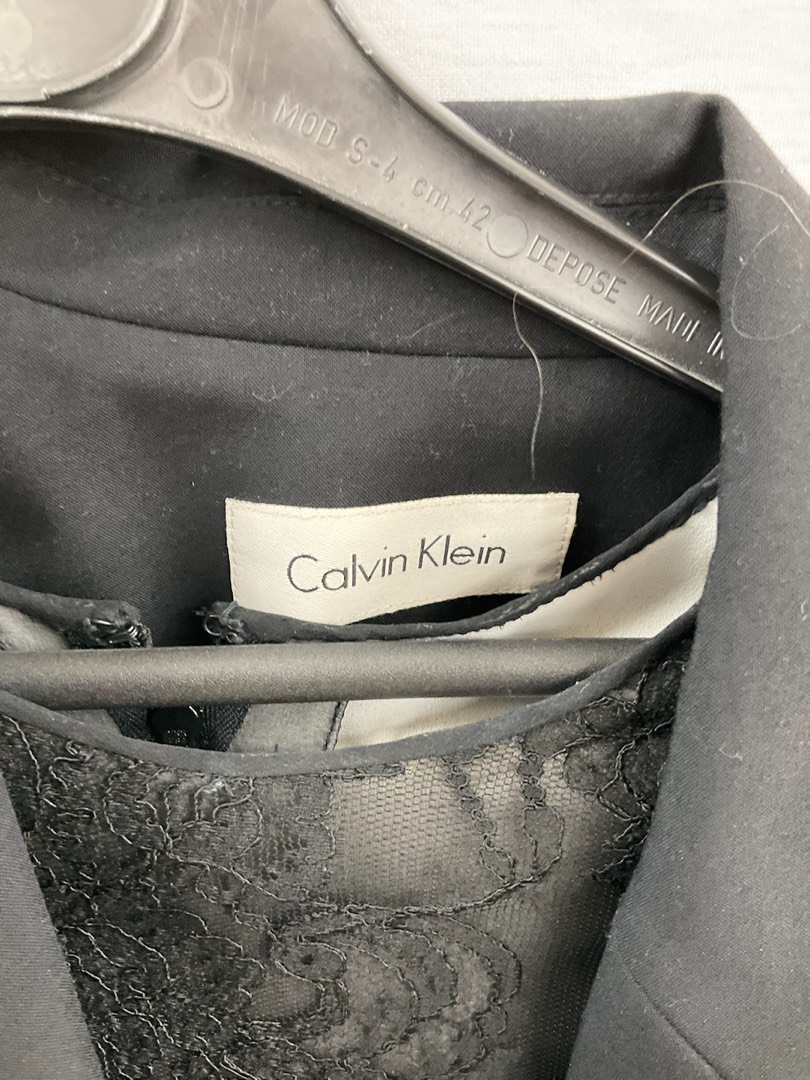 MOD S-4 cm.42 DEPOSE MADE IN
Calvin Klein